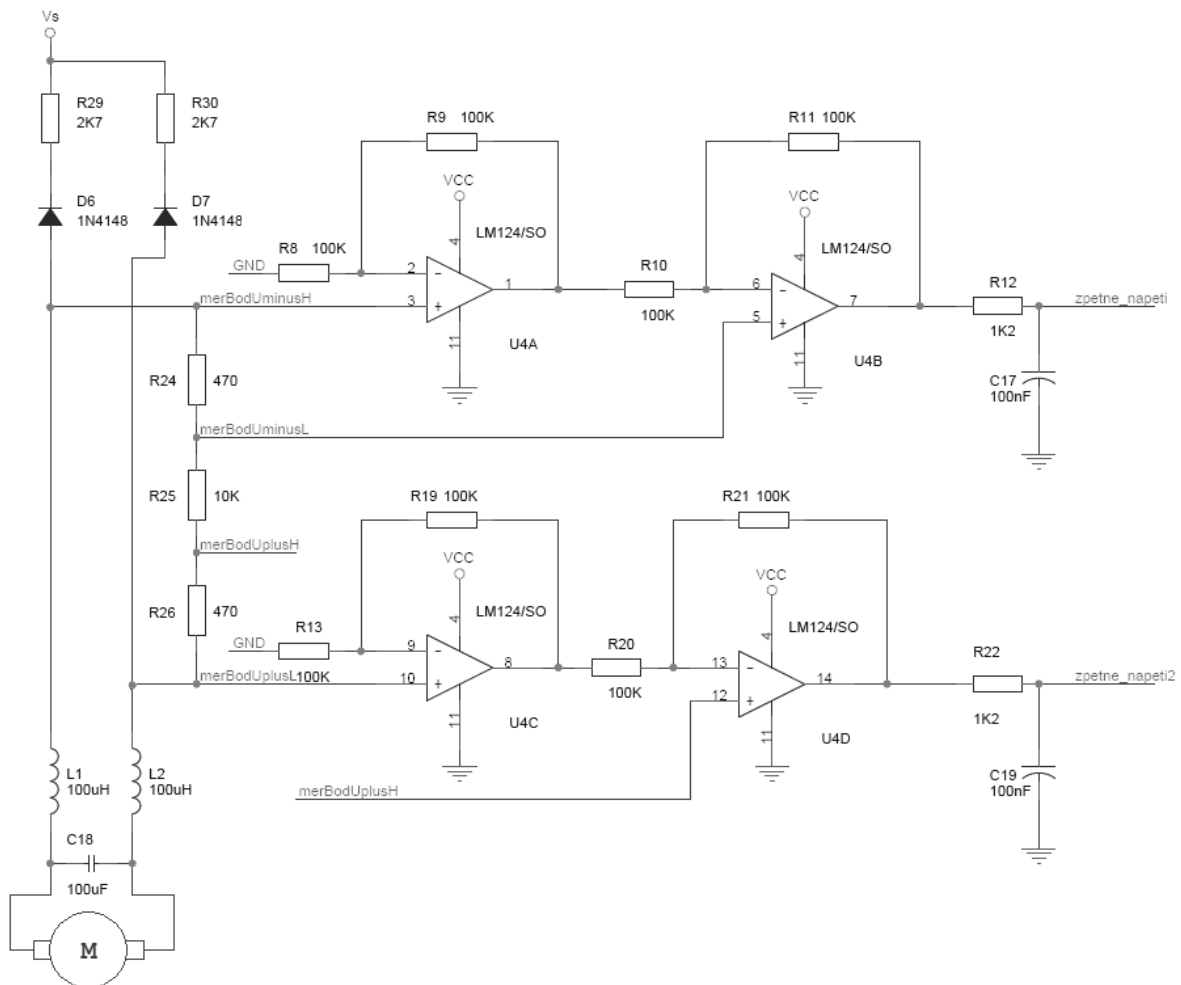 Vs
R29
2K7
R30
2K7
D6
1N4148
D7
1N4148
R9 100K
VCC
4
LM124/SO
R8 100K
GND
2
merBodUminusH
3
1
11
U4A
R10
100K
R11 100K
VCC
4
LM124/SO
6
5
7
11
U4B
R12
1K2
zpetne_napeti
C17
100nF
R24
470
merBodUminusL
R25
10K
merBodUplusH
R26
470
R19 100K
VCC
4
LM124/SO
R13
GND
100K
9
merBodUplusL
10
8
11
U4C
R20
100K
R21 100K
VCC
4
LM124/SO
13
12
14
11
U4D
merBodUplusH
R22
1K2
zpetne_napeti2
C19
100nF
L1
100uH
L2
100uH
C18
100uF
M